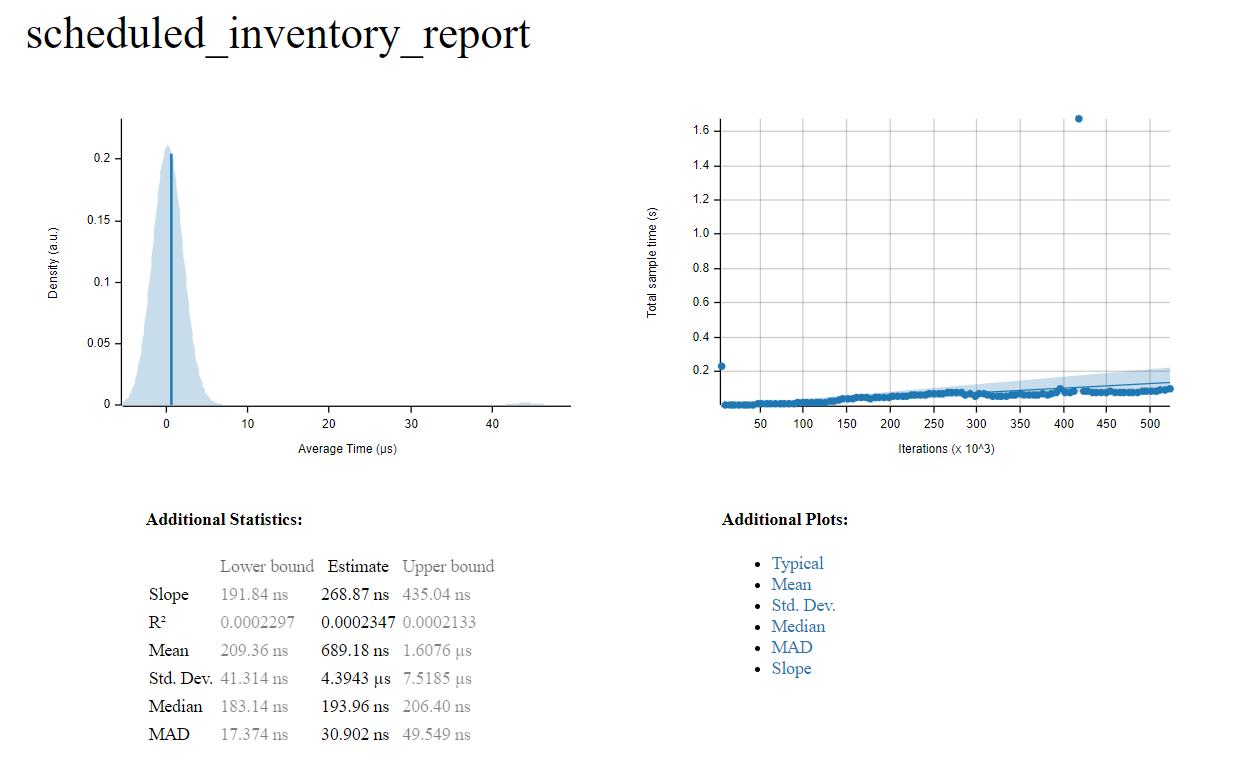 scheduled_inventory_report
Density (a.u.)
0.2
0.15
0.1
0.05
0
0 10 20 30 40
Average Time (µs)
Total sample time (s)
1.6
1.4
1.2
1.0
0.8
0.6
0.4
0.2
50 100 150 200 250 300 350 400 450 500
Iterations (x 10^3)
Additional Statistics:
Lower bound Estimate Upper bound
Slope 191.84 ns 268.87 ns 435.04 ns
R² 0.0002297 0.0002347 0.0002133
Mean 209.36 ns 689.18 ns 1.6076 µs
Std. Dev. 41.314 ns 4.3943 µs 7.5185 µs
Median 183.14 ns 193.96 ns 206.40 ns
MAD 17.374 ns 30.902 ns 49.549 ns
Additional Plots:
• Typical
• Mean
• Std. Dev.
• Median
• MAD
• Slope